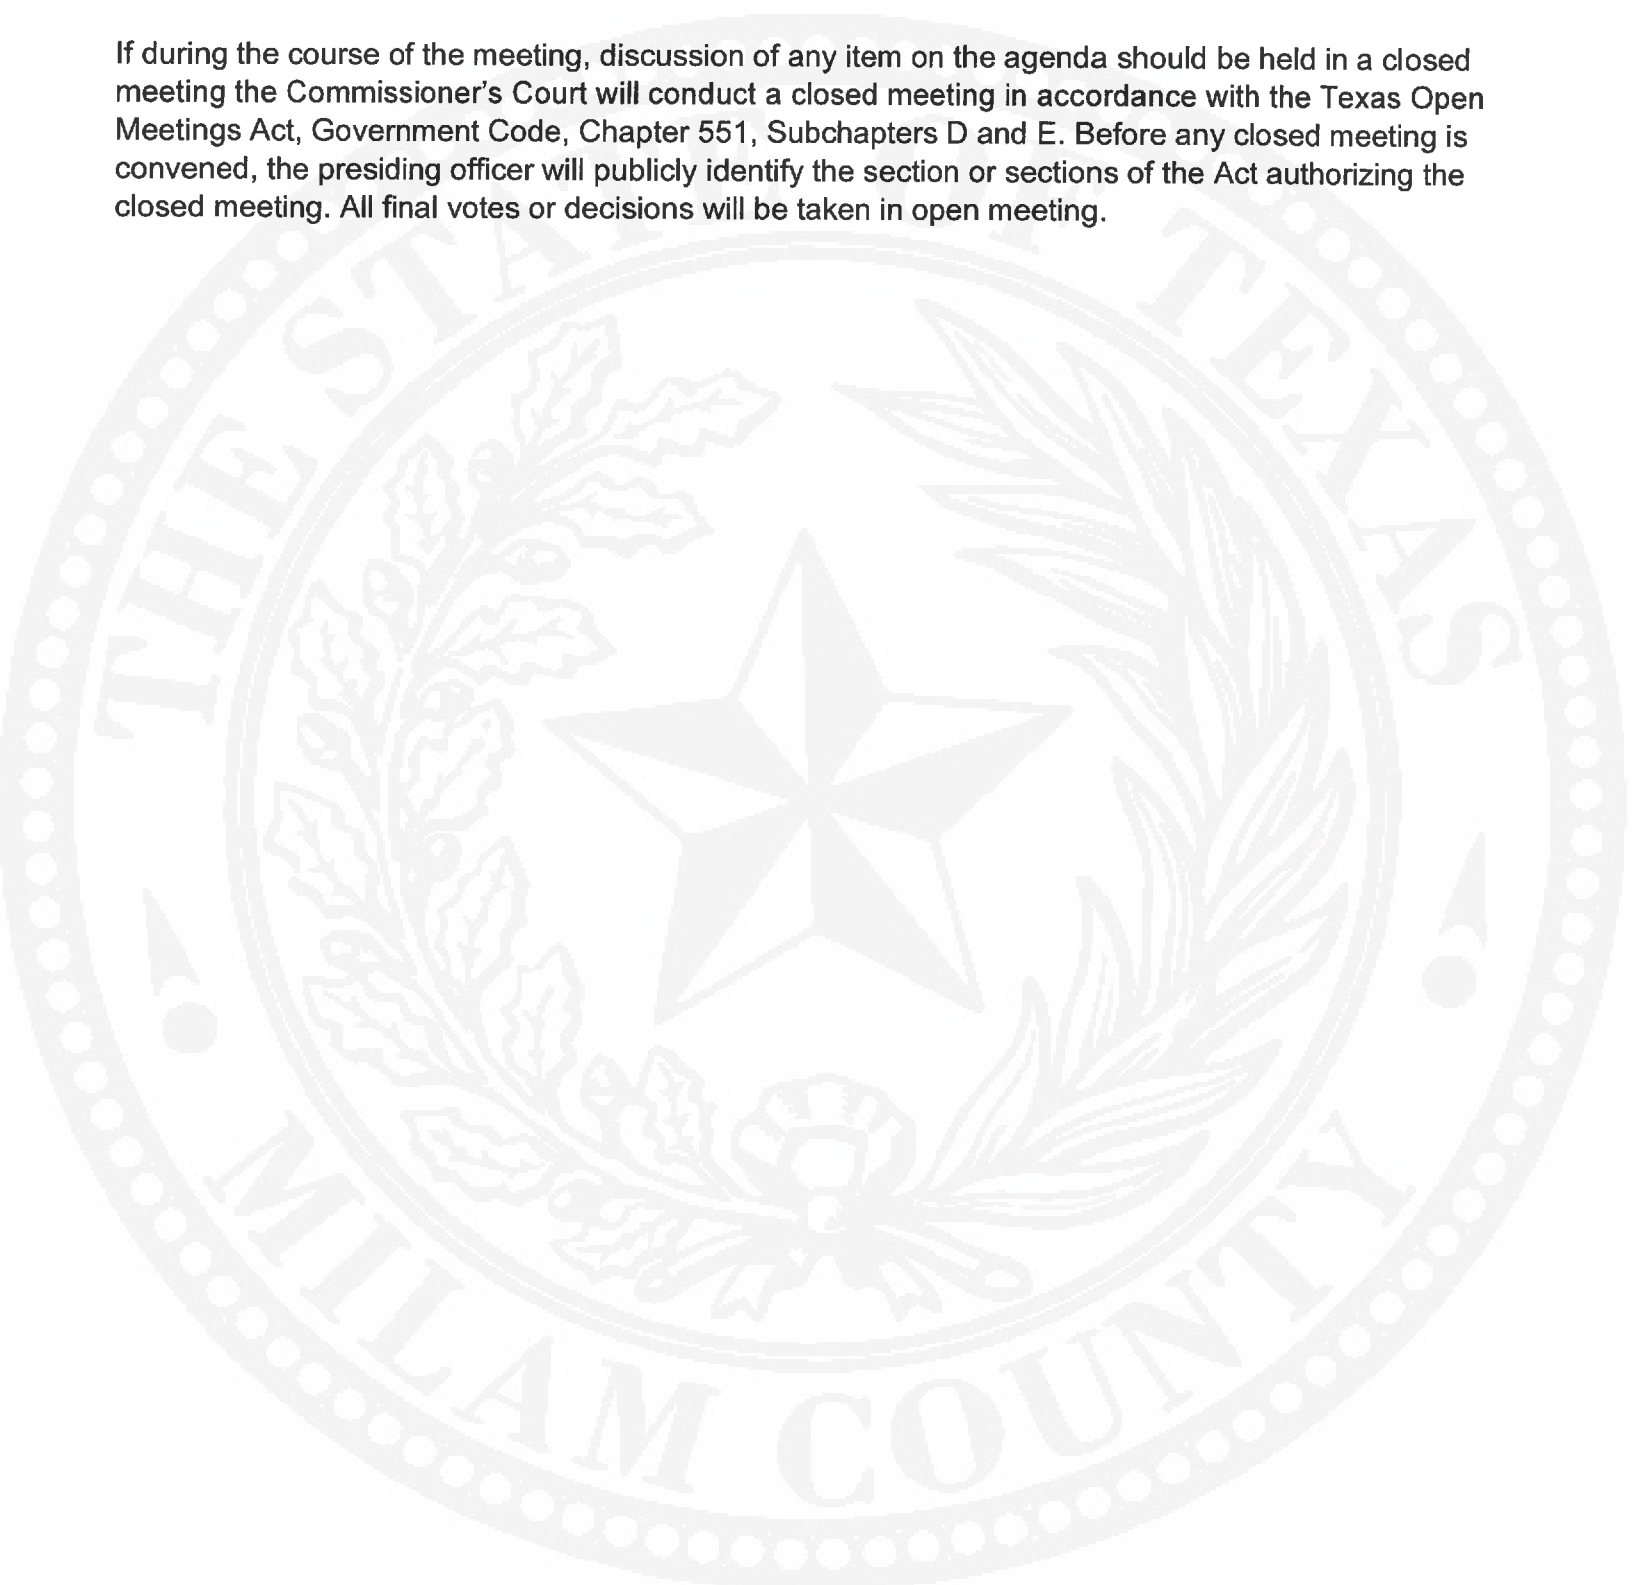 If during the course of the meeting, discussion of any item on the agenda should be held in a closed
meeting the Commissioner's Court will conduct a closed meeting in accordance with the Texas Open
Meetings Act, Government Code, Chapter 551, Subchapters D and E. Before any closed meeting is
convened, the presiding officer will publicly identify the section or sections of the Act authorizing the
closed meeting. All final votes or decisions will be taken in open meeting.
THE STATE OF TEXAS
MILAM COUNTY